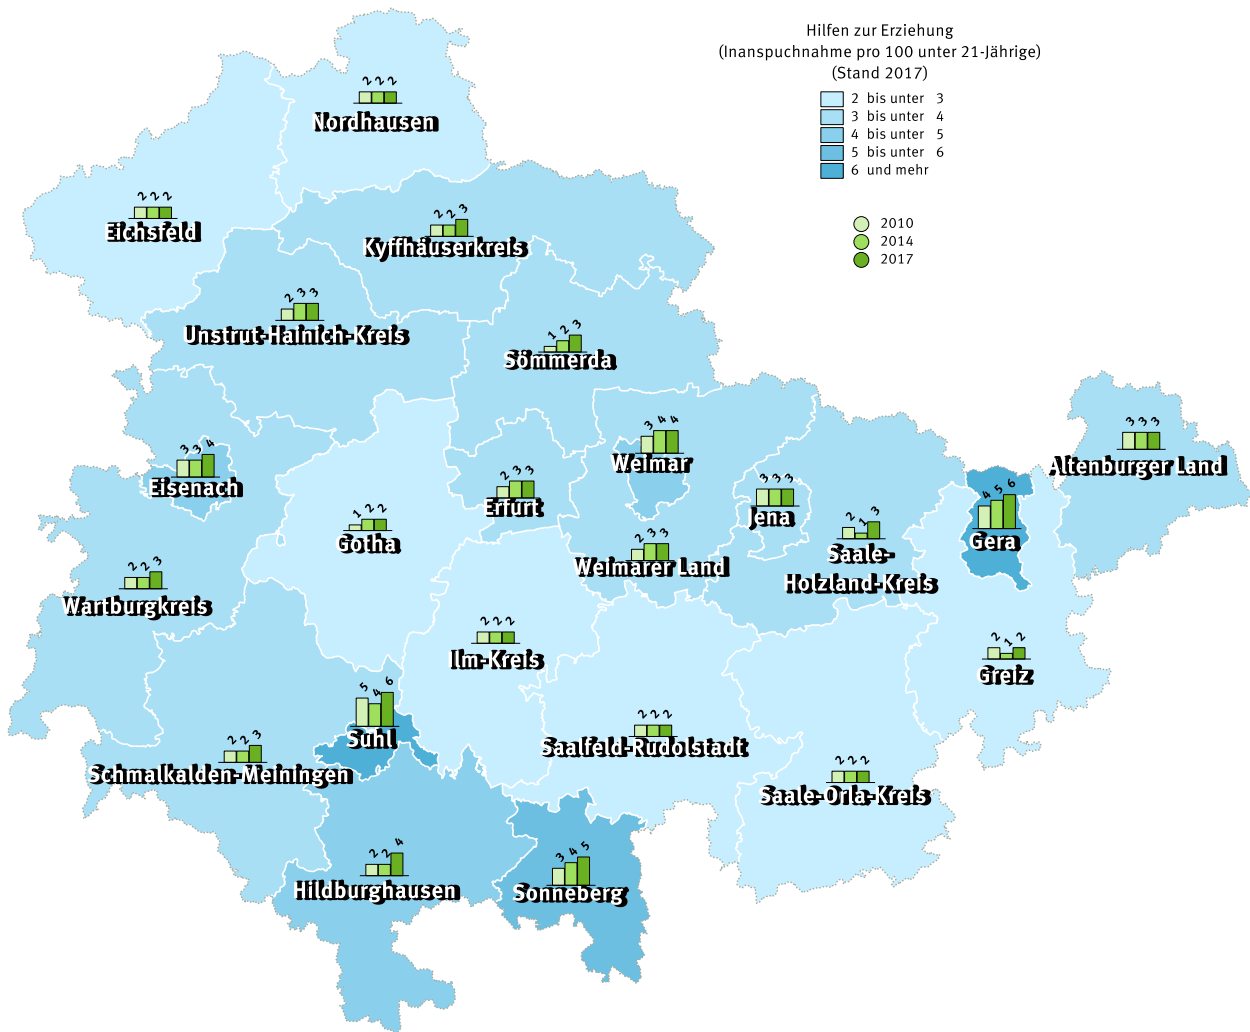 Hilfen zur Erziehung
(Inanspuchnahme pro 100 unter 21-Jährige)
(Stand 2017)
2 bis unter 3
3 bis unter 4
4 bis unter 5
5 bis unter 6
6 und mehr
2010
2014
2017
2 2 2
Nordhausen
2 2 2
Eichsfeld
2 2 3
Kyffhäuserkreis
2 3 3
Unstrut-Hainich-Kreis
1 2 3
Sömmerda
3 4 4
Weimar
3 3 3
Altenburger Land
3 3 4
Eisenach
2 3 3
Erfurt
3 3 3
Jena
4 5 6
Gera
1 2 2
Gotha
2 1 3
Saale-
Holzland-Kreis
2 3 3
Weimarer Land
2 2 3
Wartburgkreis
2 2 2
Ilm-Kreis
2 1 2
Greiz
5 4 6
Suhl
2 2 2
Saalfeld-Rudolstadt
2 2 3
Schmalkalden-Meiningen
2 2 2
Saale-Orla-Kreis
2 2 4
Hildburghausen
3 4 5
Sonneberg